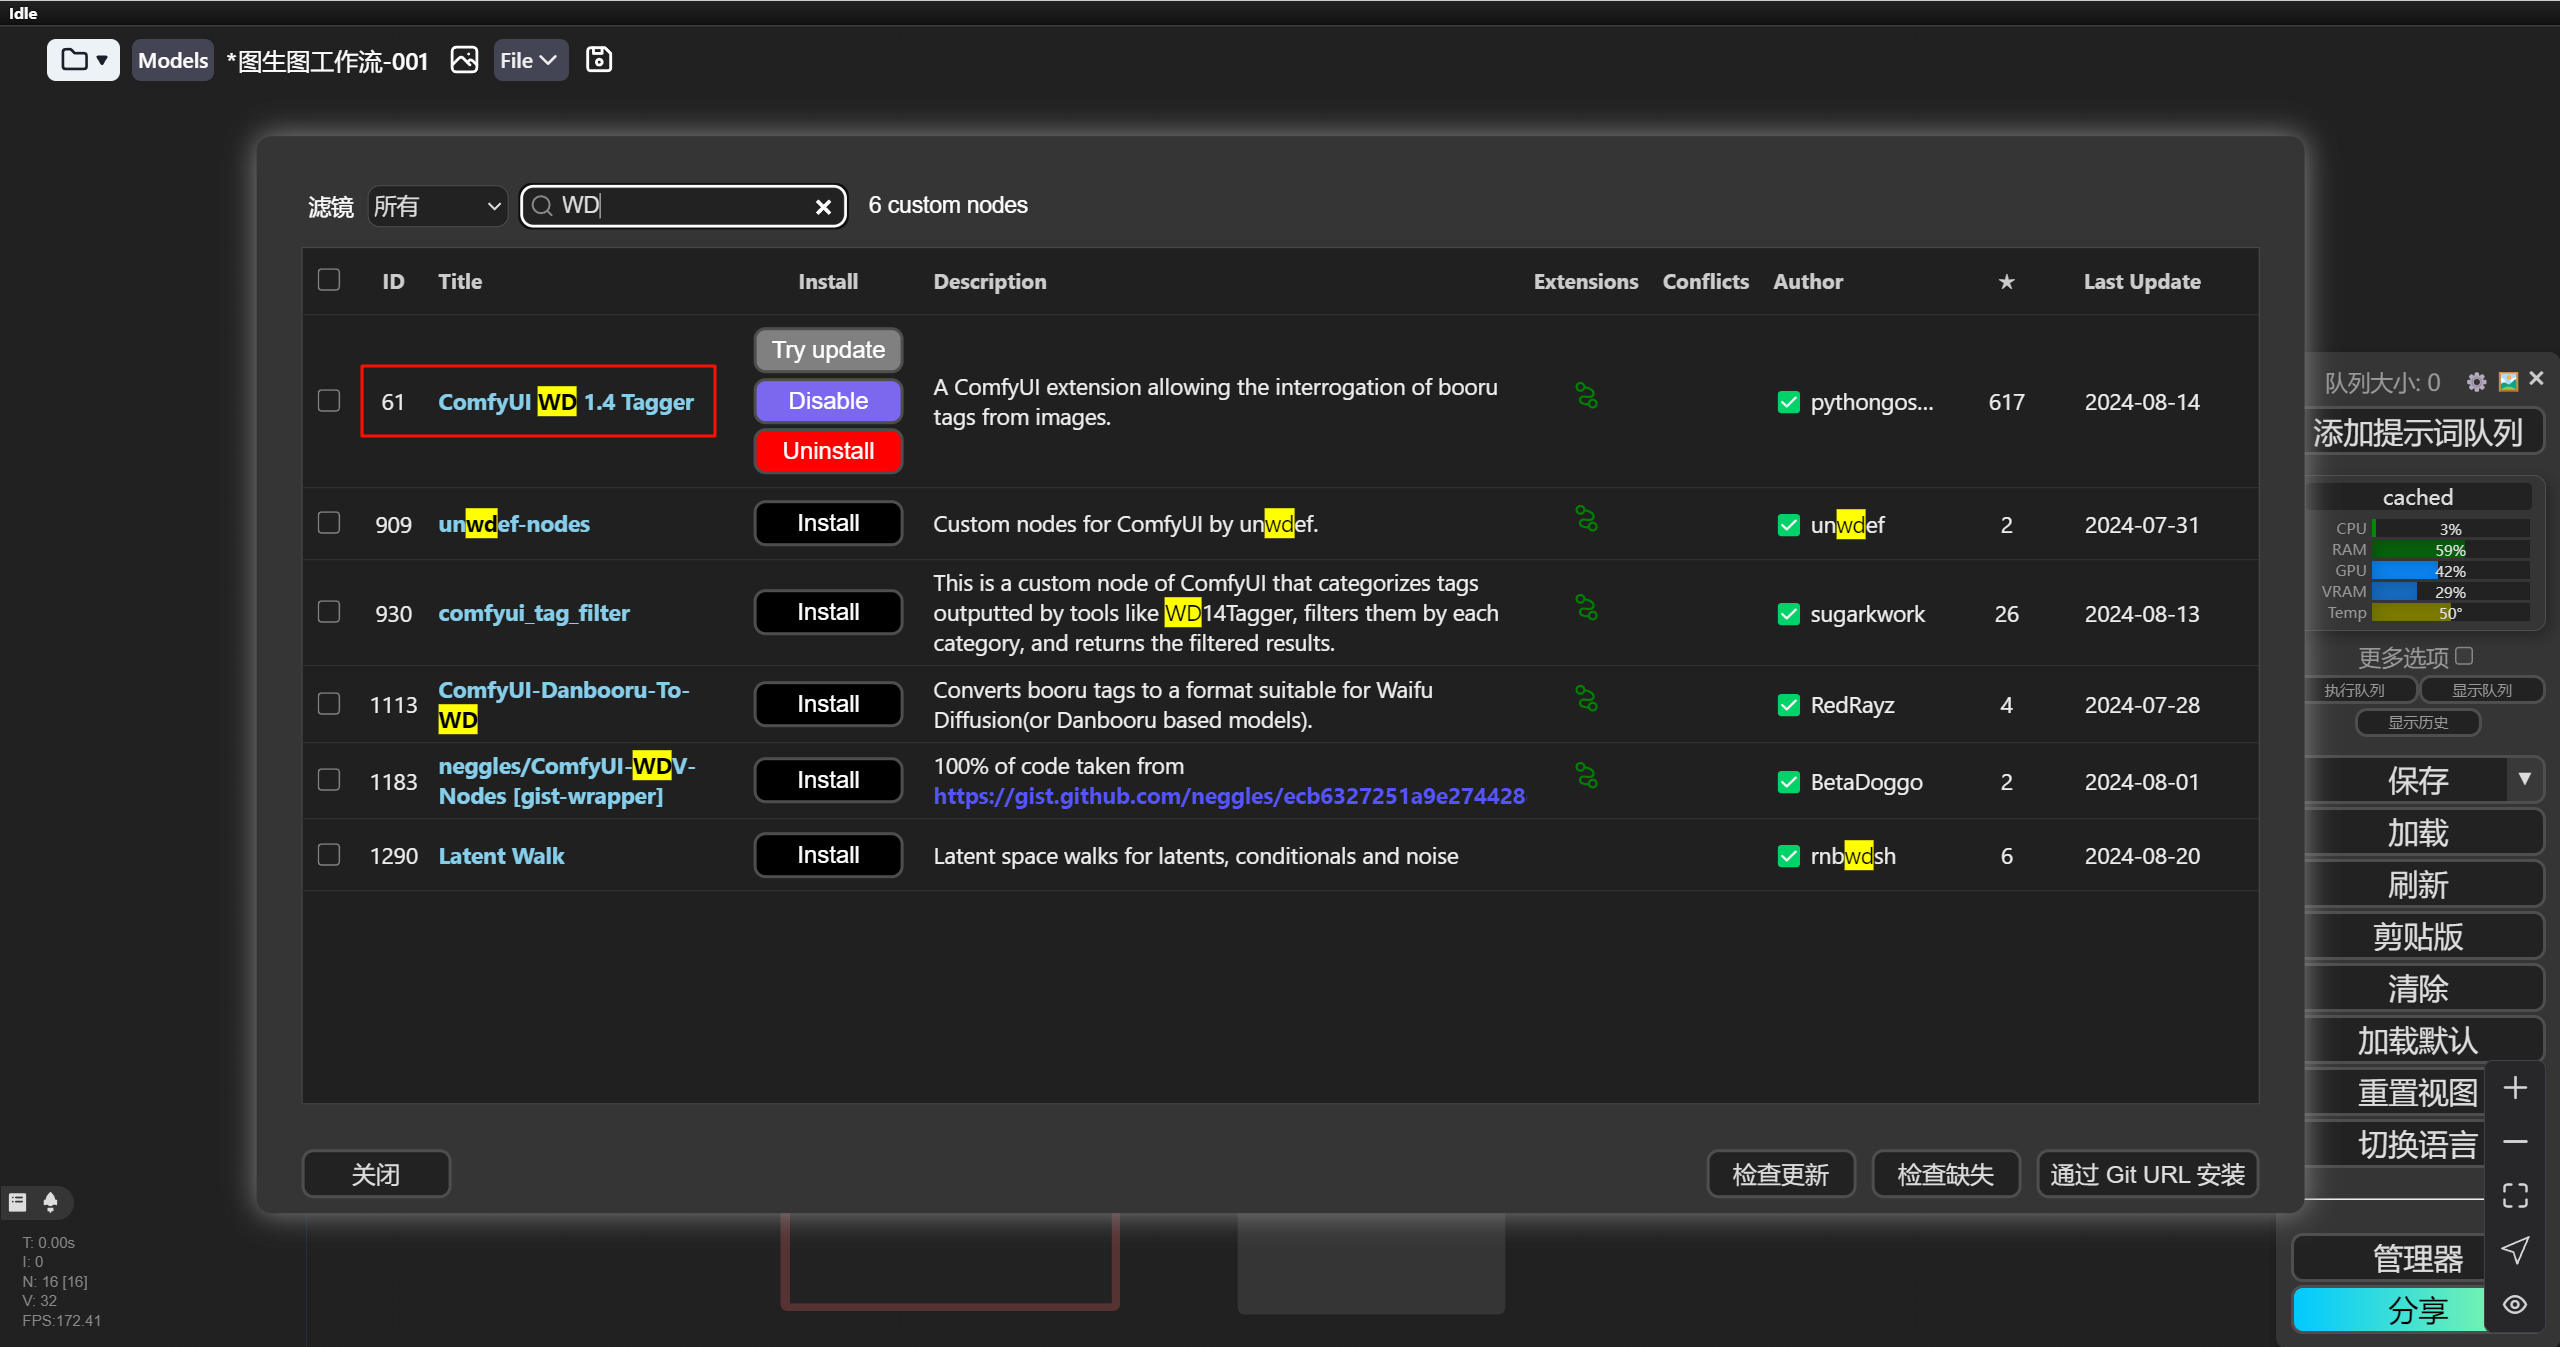 Idle
Models
*图生图工作流-001
File
滤镜
所有
WD
6 custom nodes
ID Title Install Description Extensions Conflicts Author ★ Last Update
61 ComfyUI WD 1.4 Tagger
Try update
Disable
Uninstall
A ComfyUI extension allowing the interrogation of booru
tags from images.
pythongos...
617
2024-08-14
909 unwdef-nodes Install Custom nodes for ComfyUI by unwdef. unwdef 2 2024-07-31
930 comfyui_tag_filter Install
This is a custom node of ComfyUI that categorizes tags
outputted by tools like WD14Tagger, filters them by each
category, and returns the filtered results.
sugarkwork 26 2024-08-13
1113
ComfyUI-Danbooru-To-
WD
Install
Converts booru tags to a format suitable for Waifu
Diffusion(or Danbooru based models).
RedRayz 4 2024-07-28
1183
neggles/ComfyUI-WDV-
Nodes [gist-wrapper]
Install
100% of code taken from
https://gist.github.com/neggles/ecb6327251a9e274428
BetaDoggo 2 2024-08-01
1290 Latent Walk Install Latent space walks for latents, conditionals and noise rnbwdsh 6 2024-08-20
关闭
检查更新
检查缺失
通过 Git URL 安装
队列大小: 0
添加提示词队列
cached
CPU 3%
RAM 59%
GPU 42%
VRAM 29%
Temp 50°
更多选项
执行队列
显示队列
显示历史
保存
▼
加载
刷新
剪贴版
清除
加载默认
重置视图
切换语言
管理器
分享
T: 0.00s
I: 0
N: 16 [16]
V: 32
FPS:172.41